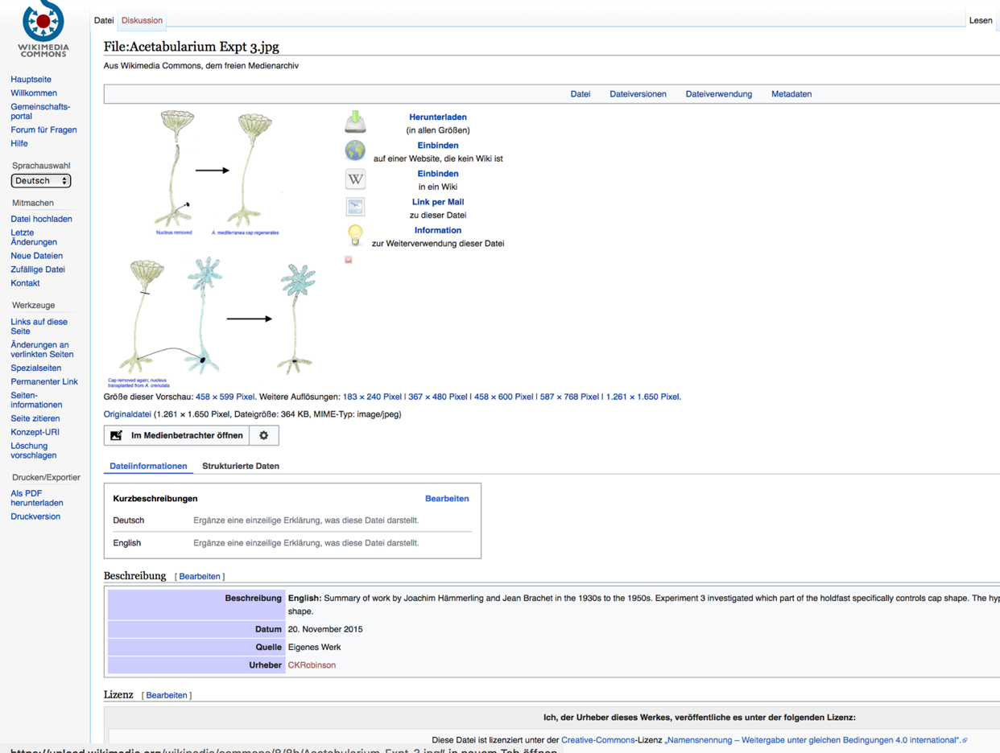 WIKIMEDIA
COMMONS
Hauptseite
Willkommen
Gemeinschafts-
portal
Forum für Fragen
Hilfe
Sprachauswahl
Deutsch
Mitmachen
Datei hochladen
Letzte
Änderungen
Neue Dateien
Zufällige Datei
Kontakt
Werkzeuge
Links auf diese
Seite
Änderungen an
verlinkten Seiten
Spezialseiten
Permanenter Link
Seiten-
informationen
Seite zitieren
Konzept-URI
Löschung
vorschlagen
Drucken/Exportier
Als PDF
herunterladen
Druckversion
Datei Diskussion Lesen
File:Acetabularium Expt 3.jpg
Aus Wikimedia Commons, dem freien Medienarchiv
Datei Dateiversionen Dateiverwendung Metadaten
Nucleus removed A. mediterranea cap regenerates
Cap removed again; nucleus
transplanted from A. crenulata
Herunterladen
(in allen Größen)
Einbinden
auf einer Website, die kein Wiki ist
W
Einbinden
in ein Wiki
Link per Mail
zu dieser Datei
Information
zur Weiterverwendung dieser Datei
Größe dieser Vorschau: 458 × 599 Pixel. Weitere Auflösungen: 183 × 240 Pixel | 367 × 480 Pixel | 458 × 600 Pixel | 587 × 768 Pixel | 1.261 × 1.650 Pixel.
Originaldatei (1.261 × 1.650 Pixel, Dateigröße: 364 KB, MIME-Typ: image/jpeg)
Im Medienbetrachter öffnen
Dateiinformationen Strukturierte Daten
Kurzbeschreibungen Bearbeiten
Deutsch Ergänze eine einzeilige Erklärung, was diese Datei darstellt.
English Ergänze eine einzeilige Erklärung, was diese Datei darstellt.
Beschreibung [ Bearbeiten ]
Beschreibung English: Summary of work by Joachim Hämmerling and Jean Brachet in the 1930s to the 1950s. Experiment 3 investigated which part of the holdfast specifically controls cap shape. The hyp
shape.
Datum 20. November 2015
Quelle Eigenes Werk
Urheber CKRobinson
Lizenz [ Bearbeiten ]
Ich, der Urheber dieses Werkes, veröffentliche es unter der folgenden Lizenz:
Diese Datei ist lizenziert unter der Creative-Commons-Lizenz „Namensnennung – Weitergabe unter gleichen Bedingungen 4.0 international“.
https://upload.wikimedia.org/wikipedia/commons/8/8b/Acetabularium_Expt_3.jpg“ in neuem Tab öffnen